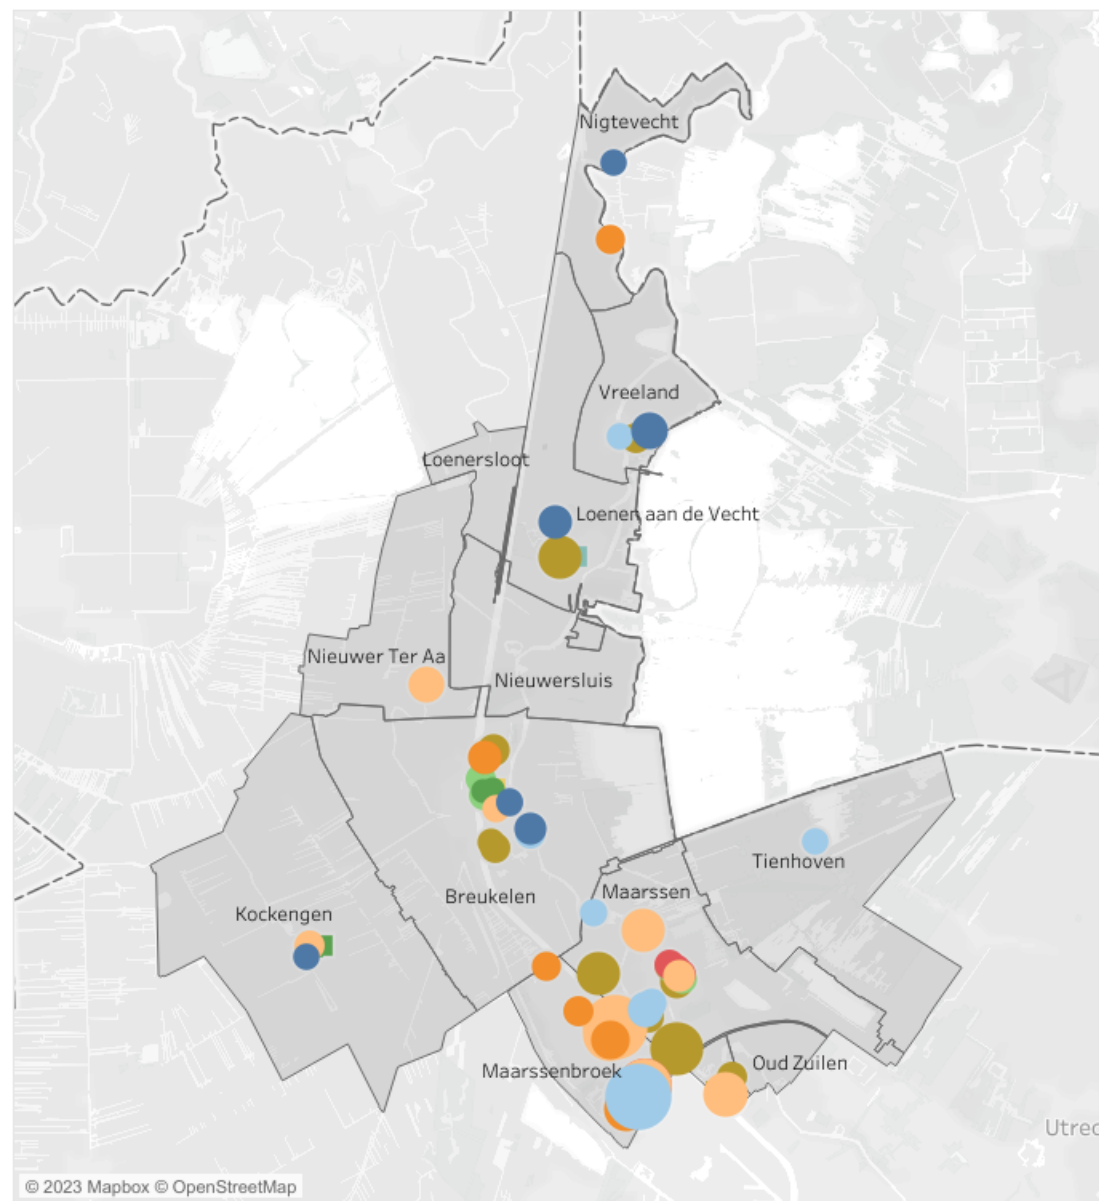 Nigtevecht
Vreeland
Loenersloot
Loenen aan de Vecht
Nieuwer Ter Aa
Nieuwersluis
Tienhoven
Breukelen
Maarssen
Kockengen
Maarssenbroek
Oud Zuilen
Utrec
© 2023 Mapbox © OpenStreetMap